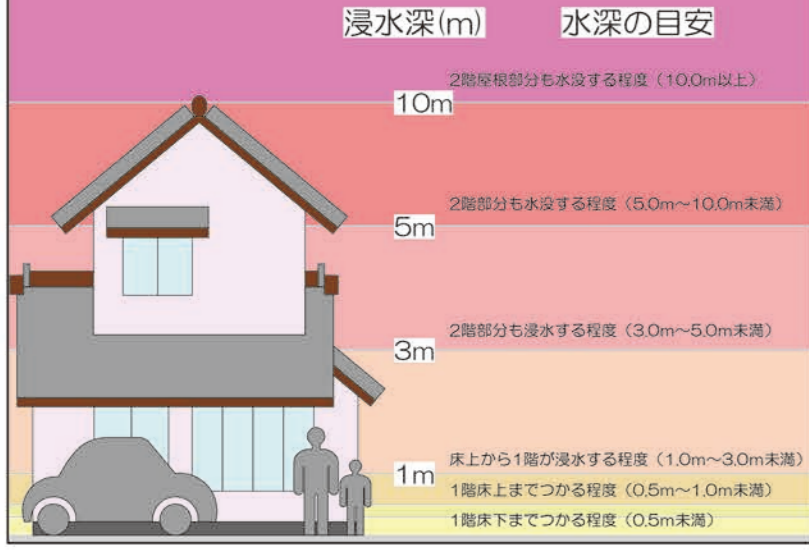 浸水深(m) 水深の目安
2階屋根部分も水没する程度（10.0m以上）
10m
2階部分も水没する程度（5.0m～10.0m未満）
5m
2階部分も浸水する程度（3.0m～5.0m未満）
3m
床上から1階が浸水する程度（1.0m～3.0m未満）
1m
1階床上までつかる程度（0.5m～1.0m未満）
1階床下までつかる程度（0.5m未満）